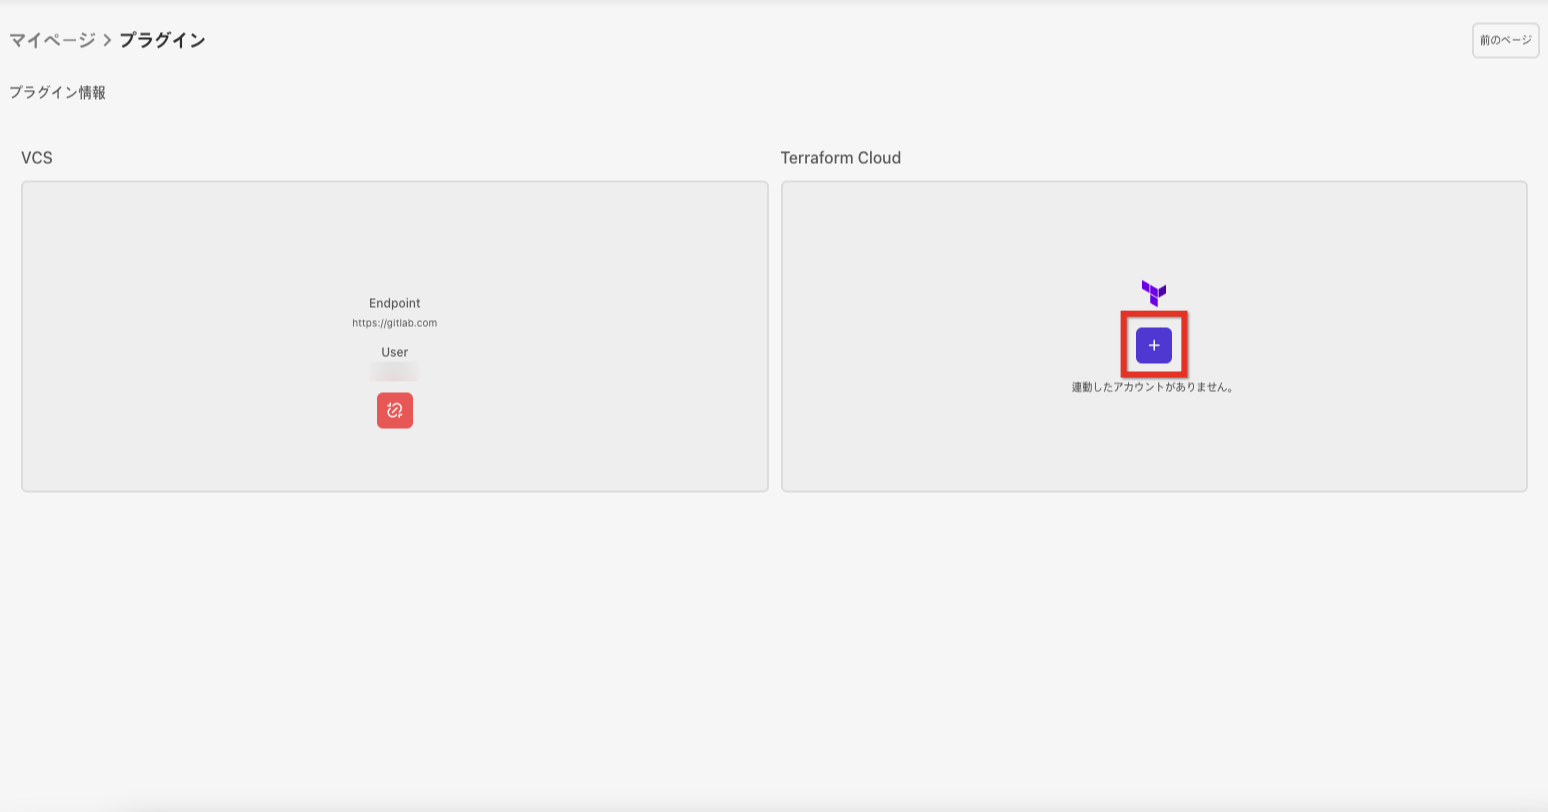 マイページ > プラグイン
前のページ
プラグイン情報
VCS
Terraform Cloud
Endpoint
https://gitlab.com
User
+
連動したアカウントがありません。